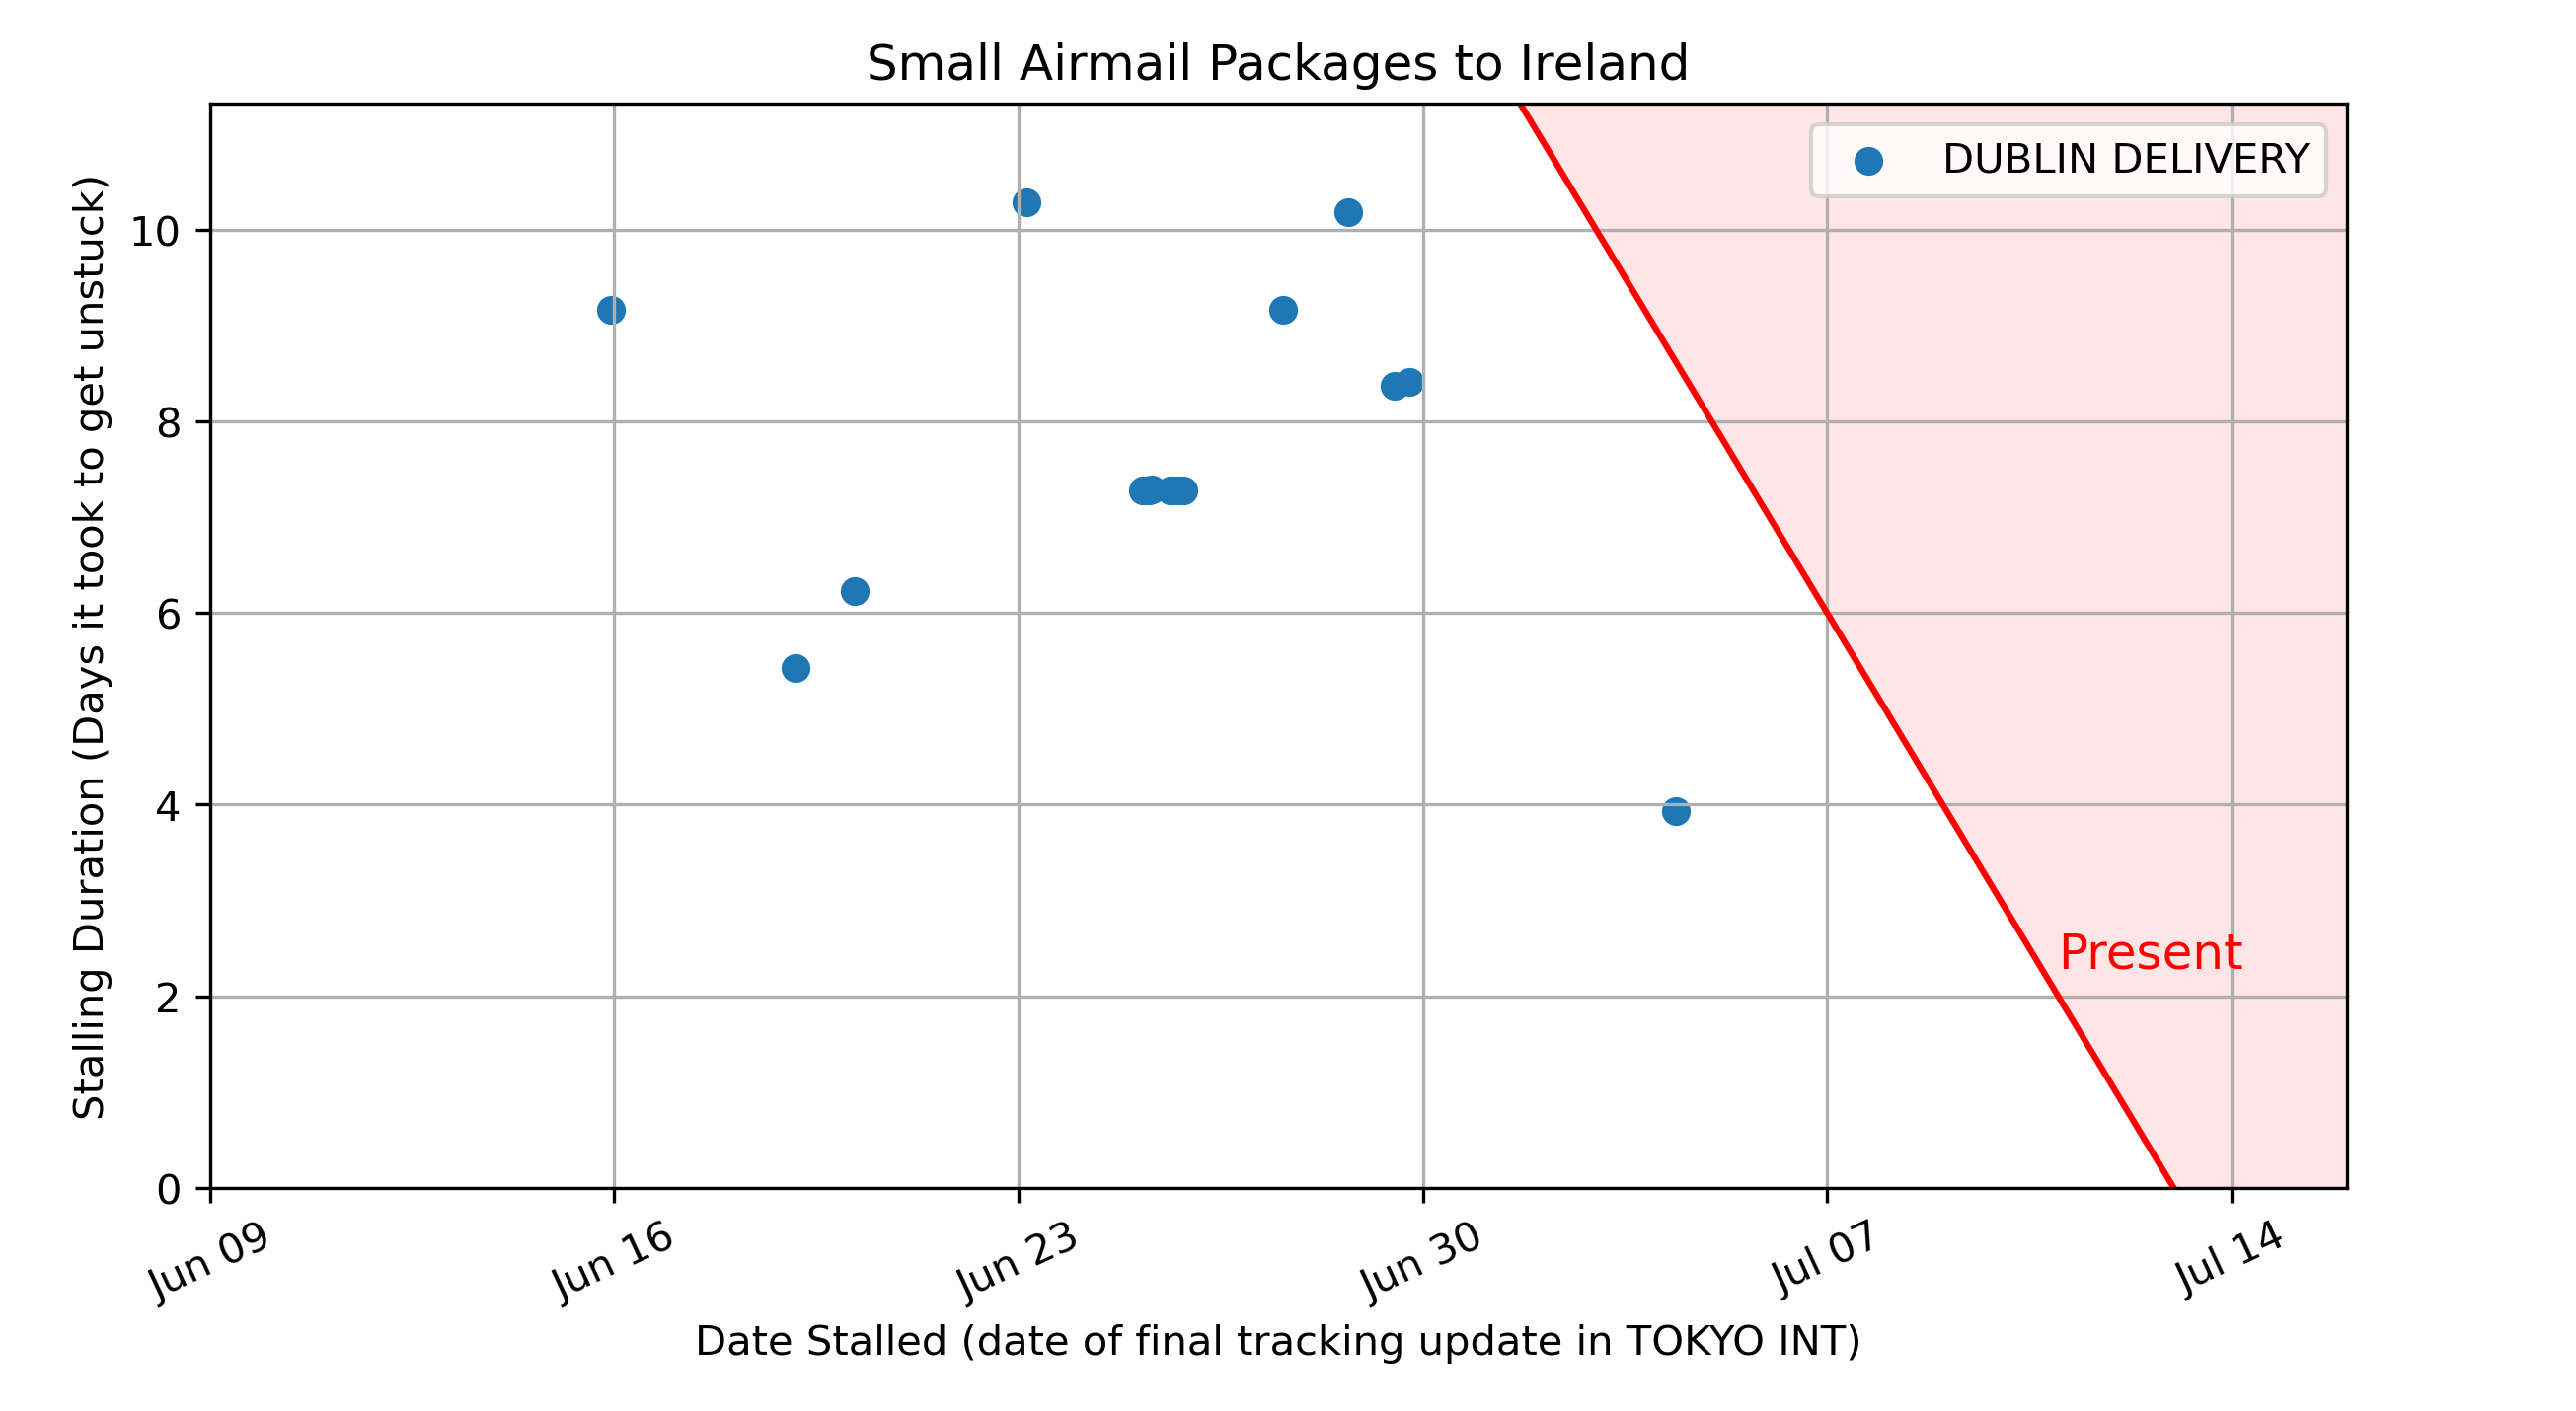 Small Airmail Packages to Ireland
DUBLIN DELIVERY
Stalling Duration (Days it took to get unstuck)
10
8
6
4
2
0
Present
Jun 09
Jun 16
Jun 23
Jun 30
Jul 07
Jul 14
Date Stalled (date of final tracking update in TOKYO INT)